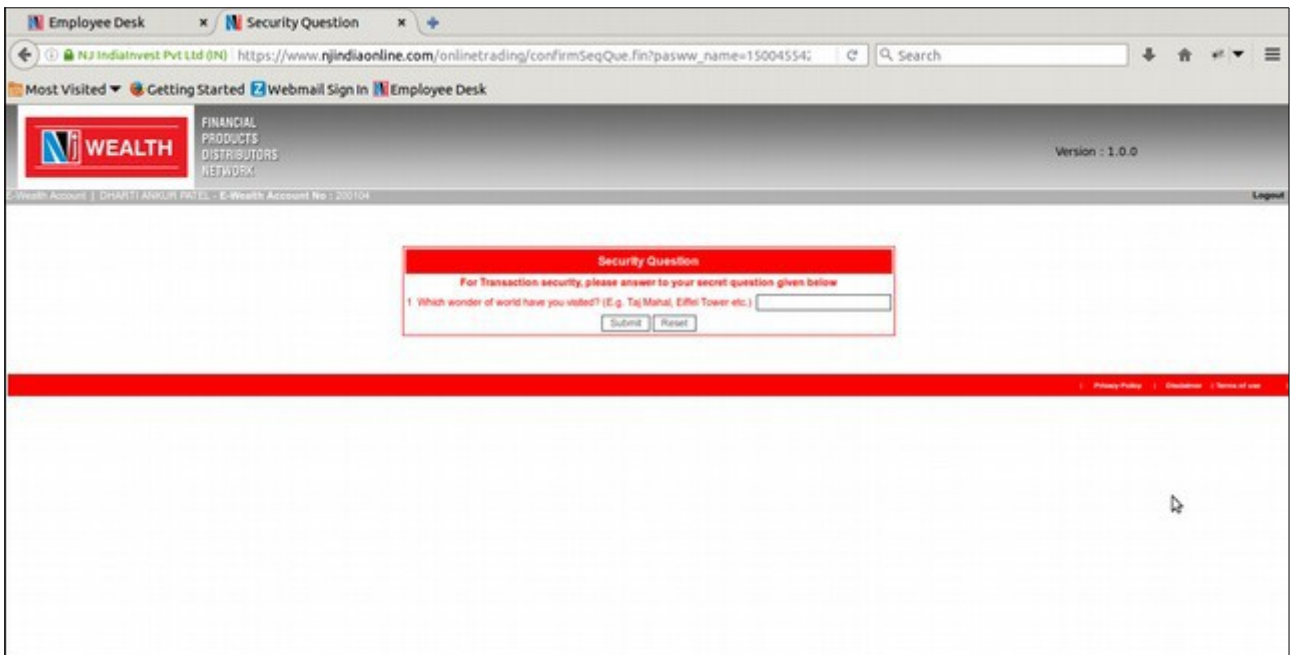 Employee Desk Security Question
NJ IndiaInvest Pvt Ltd (IN) https://www.njindiaonline.com/onlinetrading/confirmSeqQue.fin?pasww_name=150045542 Search
Most Visited Getting Started Webmail Sign In Employee Desk
NJ WEALTH
FINANCIAL
PRODUCTS
DISTRIBUTORS
NETWORK
Version : 1.0.0
E-Wealth Account | DHARTI ANKUR PATEL - E-Wealth Account No : 200104 Logout
Security Question
For Transaction security, please answer to your secret question given below
1 Which wonder of world have you visited? (E.g. Taj Mahal, Eiffel Tower etc.)
Submit Reset
| Privacy Policy | Disclaimer | Terms of use |